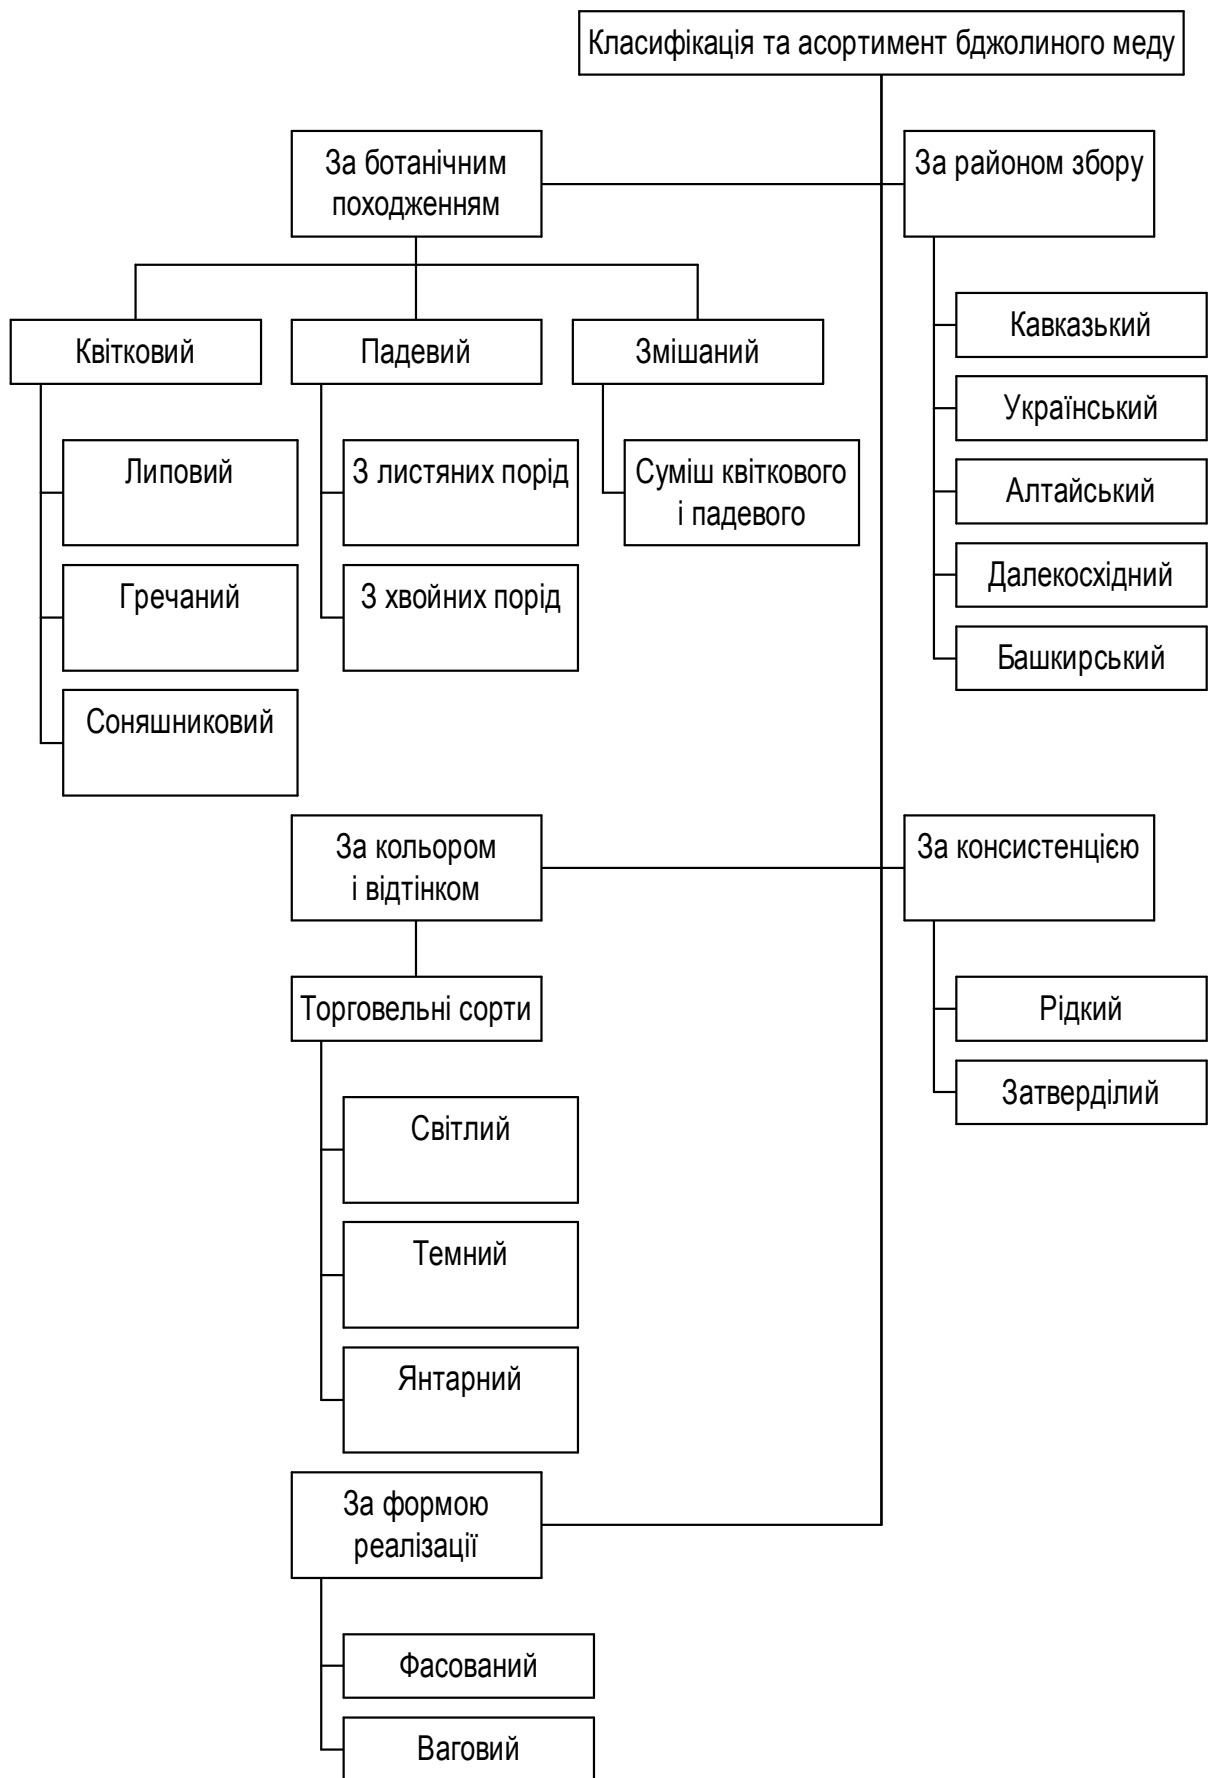 Класифікація та асортимент бджолиного меду
За ботанічним
походженням
За районом збору
Квітковий
Падевий
Змішаний
Липовий
Гречаний
Соняшниковий
З листяних порід
З хвойних порід
Суміш квіткового
і падевого
Кавказький
Український
Алтайський
Далекосхідний
Башкирський
За кольором
і відтінком
За консистенцією
Торговельні сорти
Світлий
Темний
Янтарний
Рідкий
Затверділий
За формою
реалізації
Фасований
Ваговий